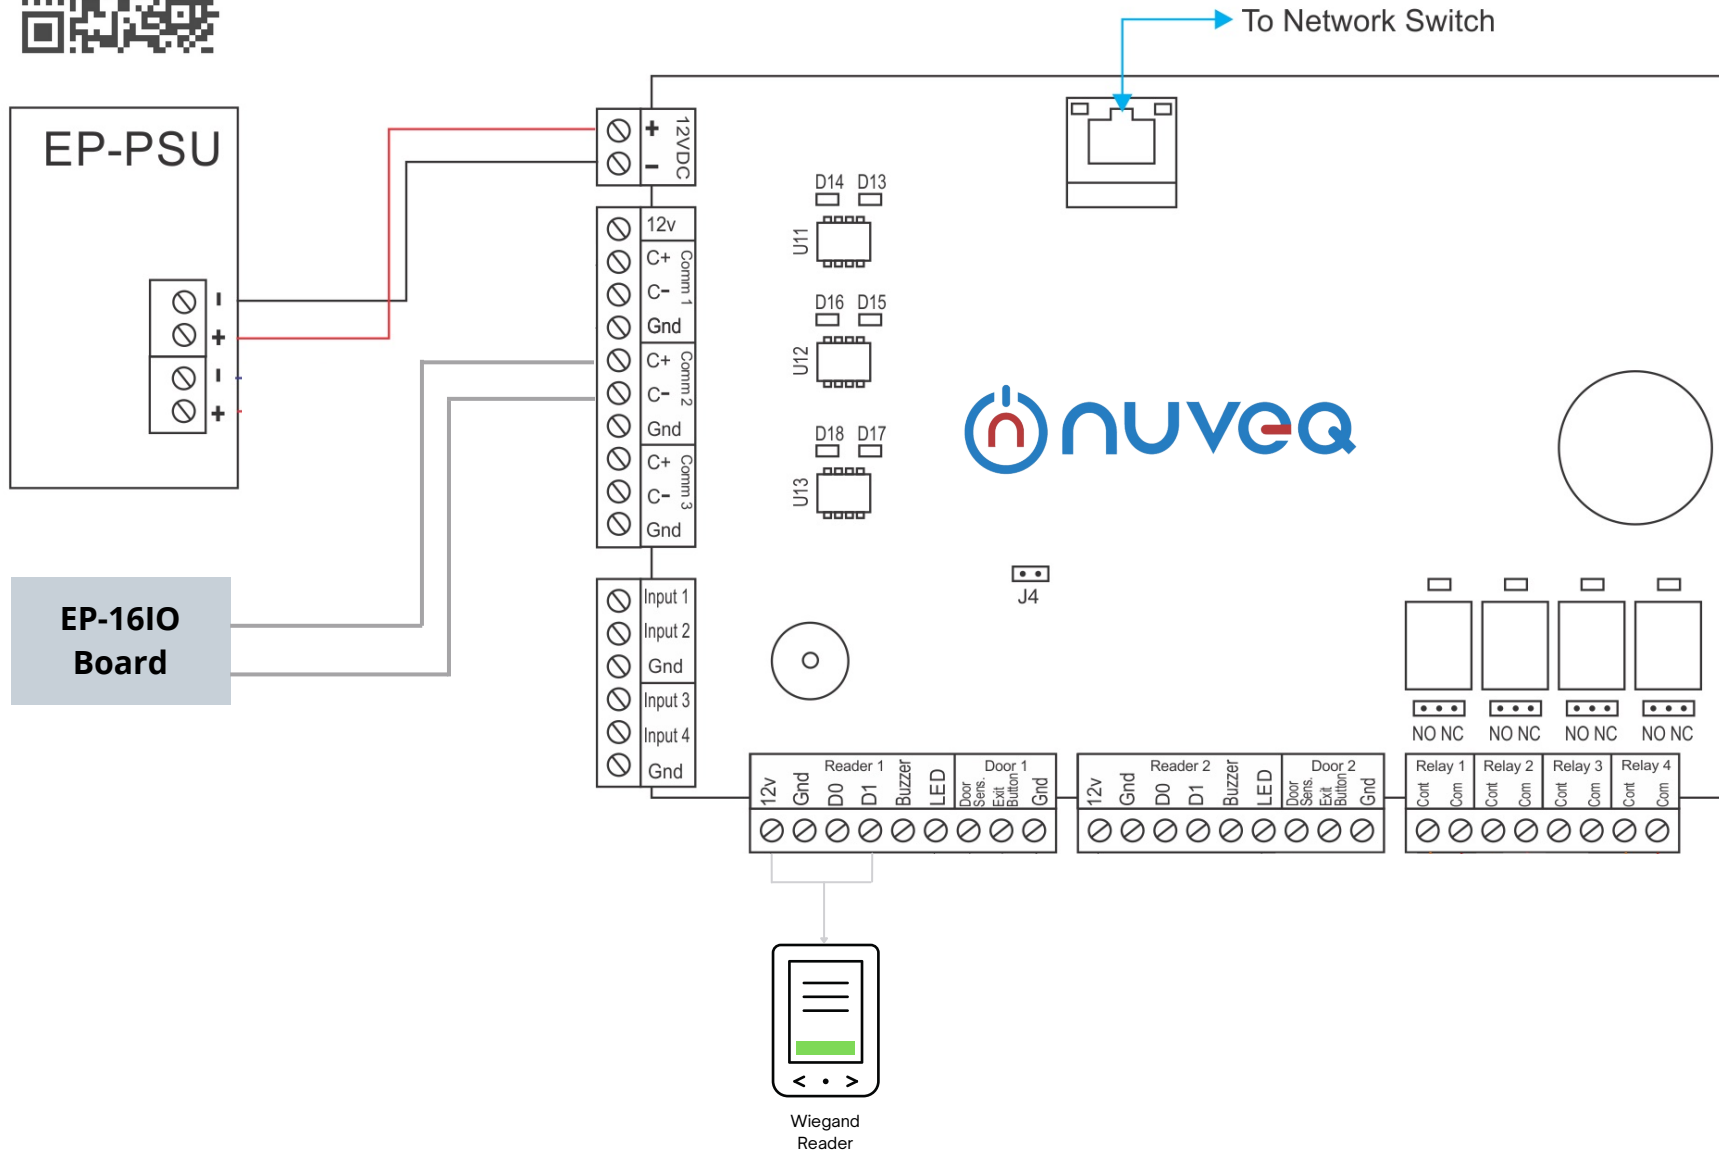 To Network Switch
EP-PSU
-
+
-
+
+
-
12VDC
12v
C+
C-
Gnd
Comm 1
C+
C-
Gnd
Comm 2
C+
C-
Gnd
Comm 3
D14 D13
U11
D16 D15
U12
D18 D17
U13
nuveq
J4
EP-16IO
Board
Input 1
Input 2
Gnd
Input 3
Input 4
Gnd
NO NC
NO NC
NO NC
NO NC
Reader 1
12v
Gnd
D0
D1
Buzzer
LED
Door 1
Door
Sens.
Exit
Button
Gnd
Reader 2
12v
Gnd
D0
D1
Buzzer
LED
Door 2
Door
Sens.
Exit
Button
Gnd
Relay 1
Cont
Com
Relay 2
Cont
Com
Relay 3
Cont
Com
Relay 4
Cont
Com
< • >
Wiegand
Reader